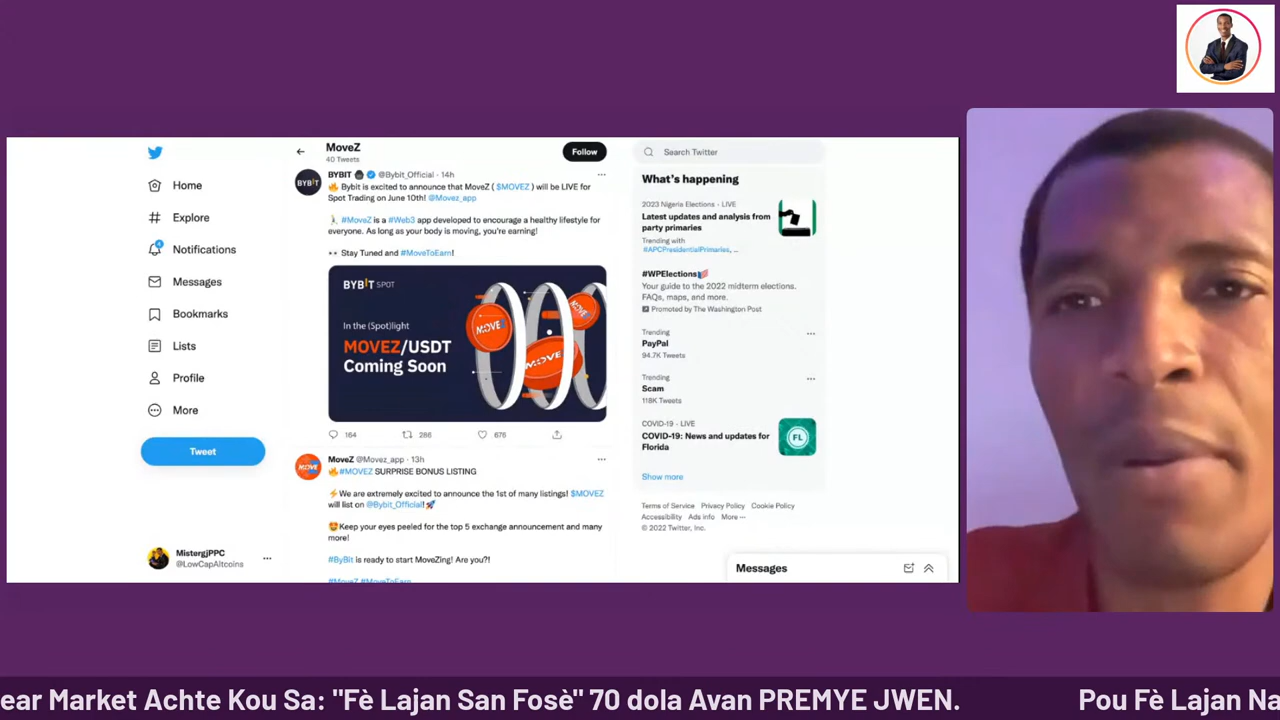 MoveZ
40 Tweets
Follow
Search Twitter
Home
Explore
Notifications
Messages
Bookmarks
Lists
Profile
More
Tweet
MistergjPPC
@LowCapAltcoins
BYBIT @Bybit_Official · 14h
🔥 Bybit is excited to announce that MoveZ ( $MOVEZ ) will be LIVE for
Spot Trading on June 10th! @Movez_app
#MoveZ is a #Web3 app developed to encourage a healthy lifestyle for
everyone. As long as your body is moving, you're earning!
👀 Stay Tuned and #MoveToEarn!
BYBIT SPOT
In the (Spot)light
MOVEZ/USDT
Coming Soon
MOVE
MOVE
164 286 676
MoveZ @Movez_app · 13h
🔥#MOVEZ SURPRISE BONUS LISTING
⚡We are extremely excited to announce the 1st of many listings! $MOVEZ
will list on @Bybit_Official!🚀
🤩Keep your eyes peeled for the top 5 exchange announcement and many
more!
#ByBit is ready to start MoveZing! Are you?!
#MoveZ #MoveToEarn
What's happening
2023 Nigeria Elections · LIVE
Latest updates and analysis from
party primaries
Trending with
#APCPresidentialPrimaries, ...
#WPElections
Your guide to the 2022 midterm elections.
FAQs, maps, and more.
Promoted by The Washington Post
Trending
PayPal
94.7K Tweets
Trending
Scam
118K Tweets
COVID-19 · LIVE
COVID-19: News and updates for
Florida
FL
Show more
Terms of Service Privacy Policy Cookie Policy
Accessibility Ads info More ···
© 2022 Twitter, Inc.
Messages
ear Market Achte Kou Sa: "Fè Lajan San Fosè" 70 dola Avan PREMYE JWEN. Pou Fè Lajan Na